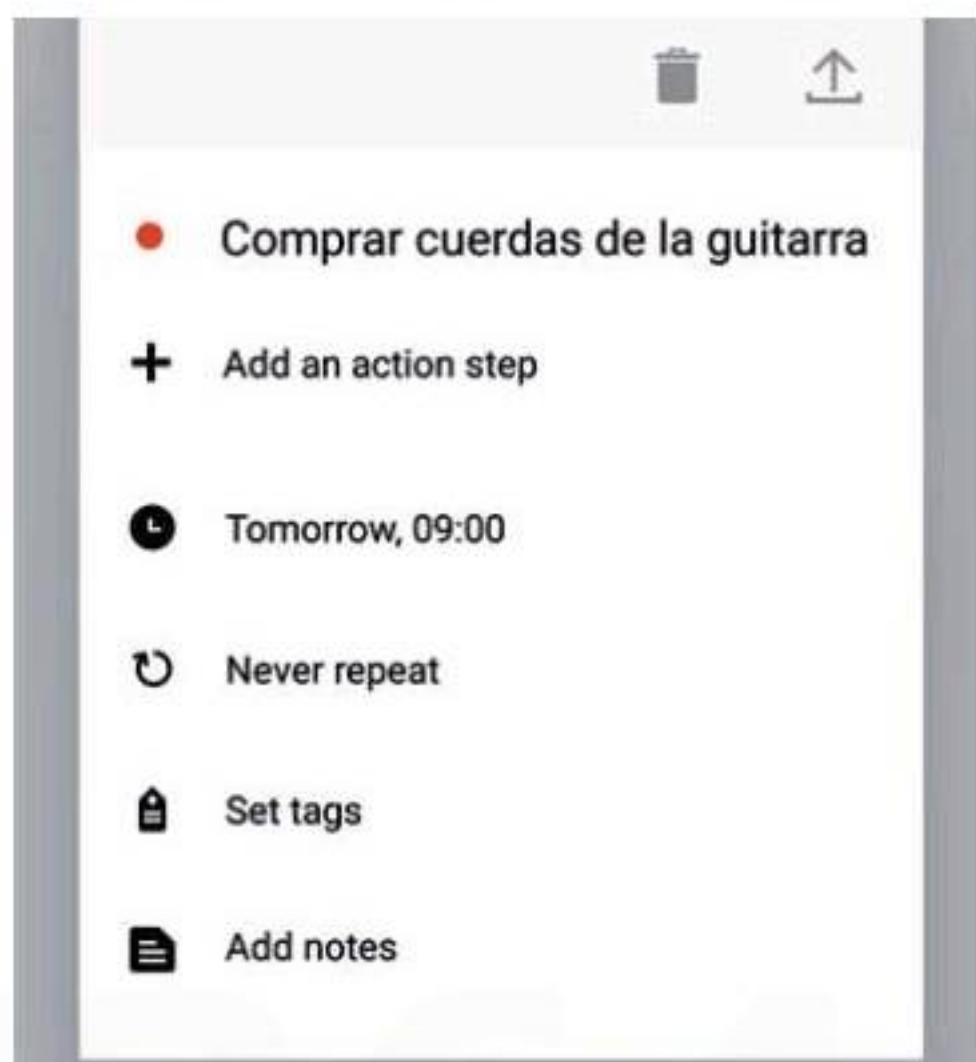 Comprar cuerdas de la guitarra
Add an action step
Tomorrow, 09:00
Never repeat
Set tags
Add notes